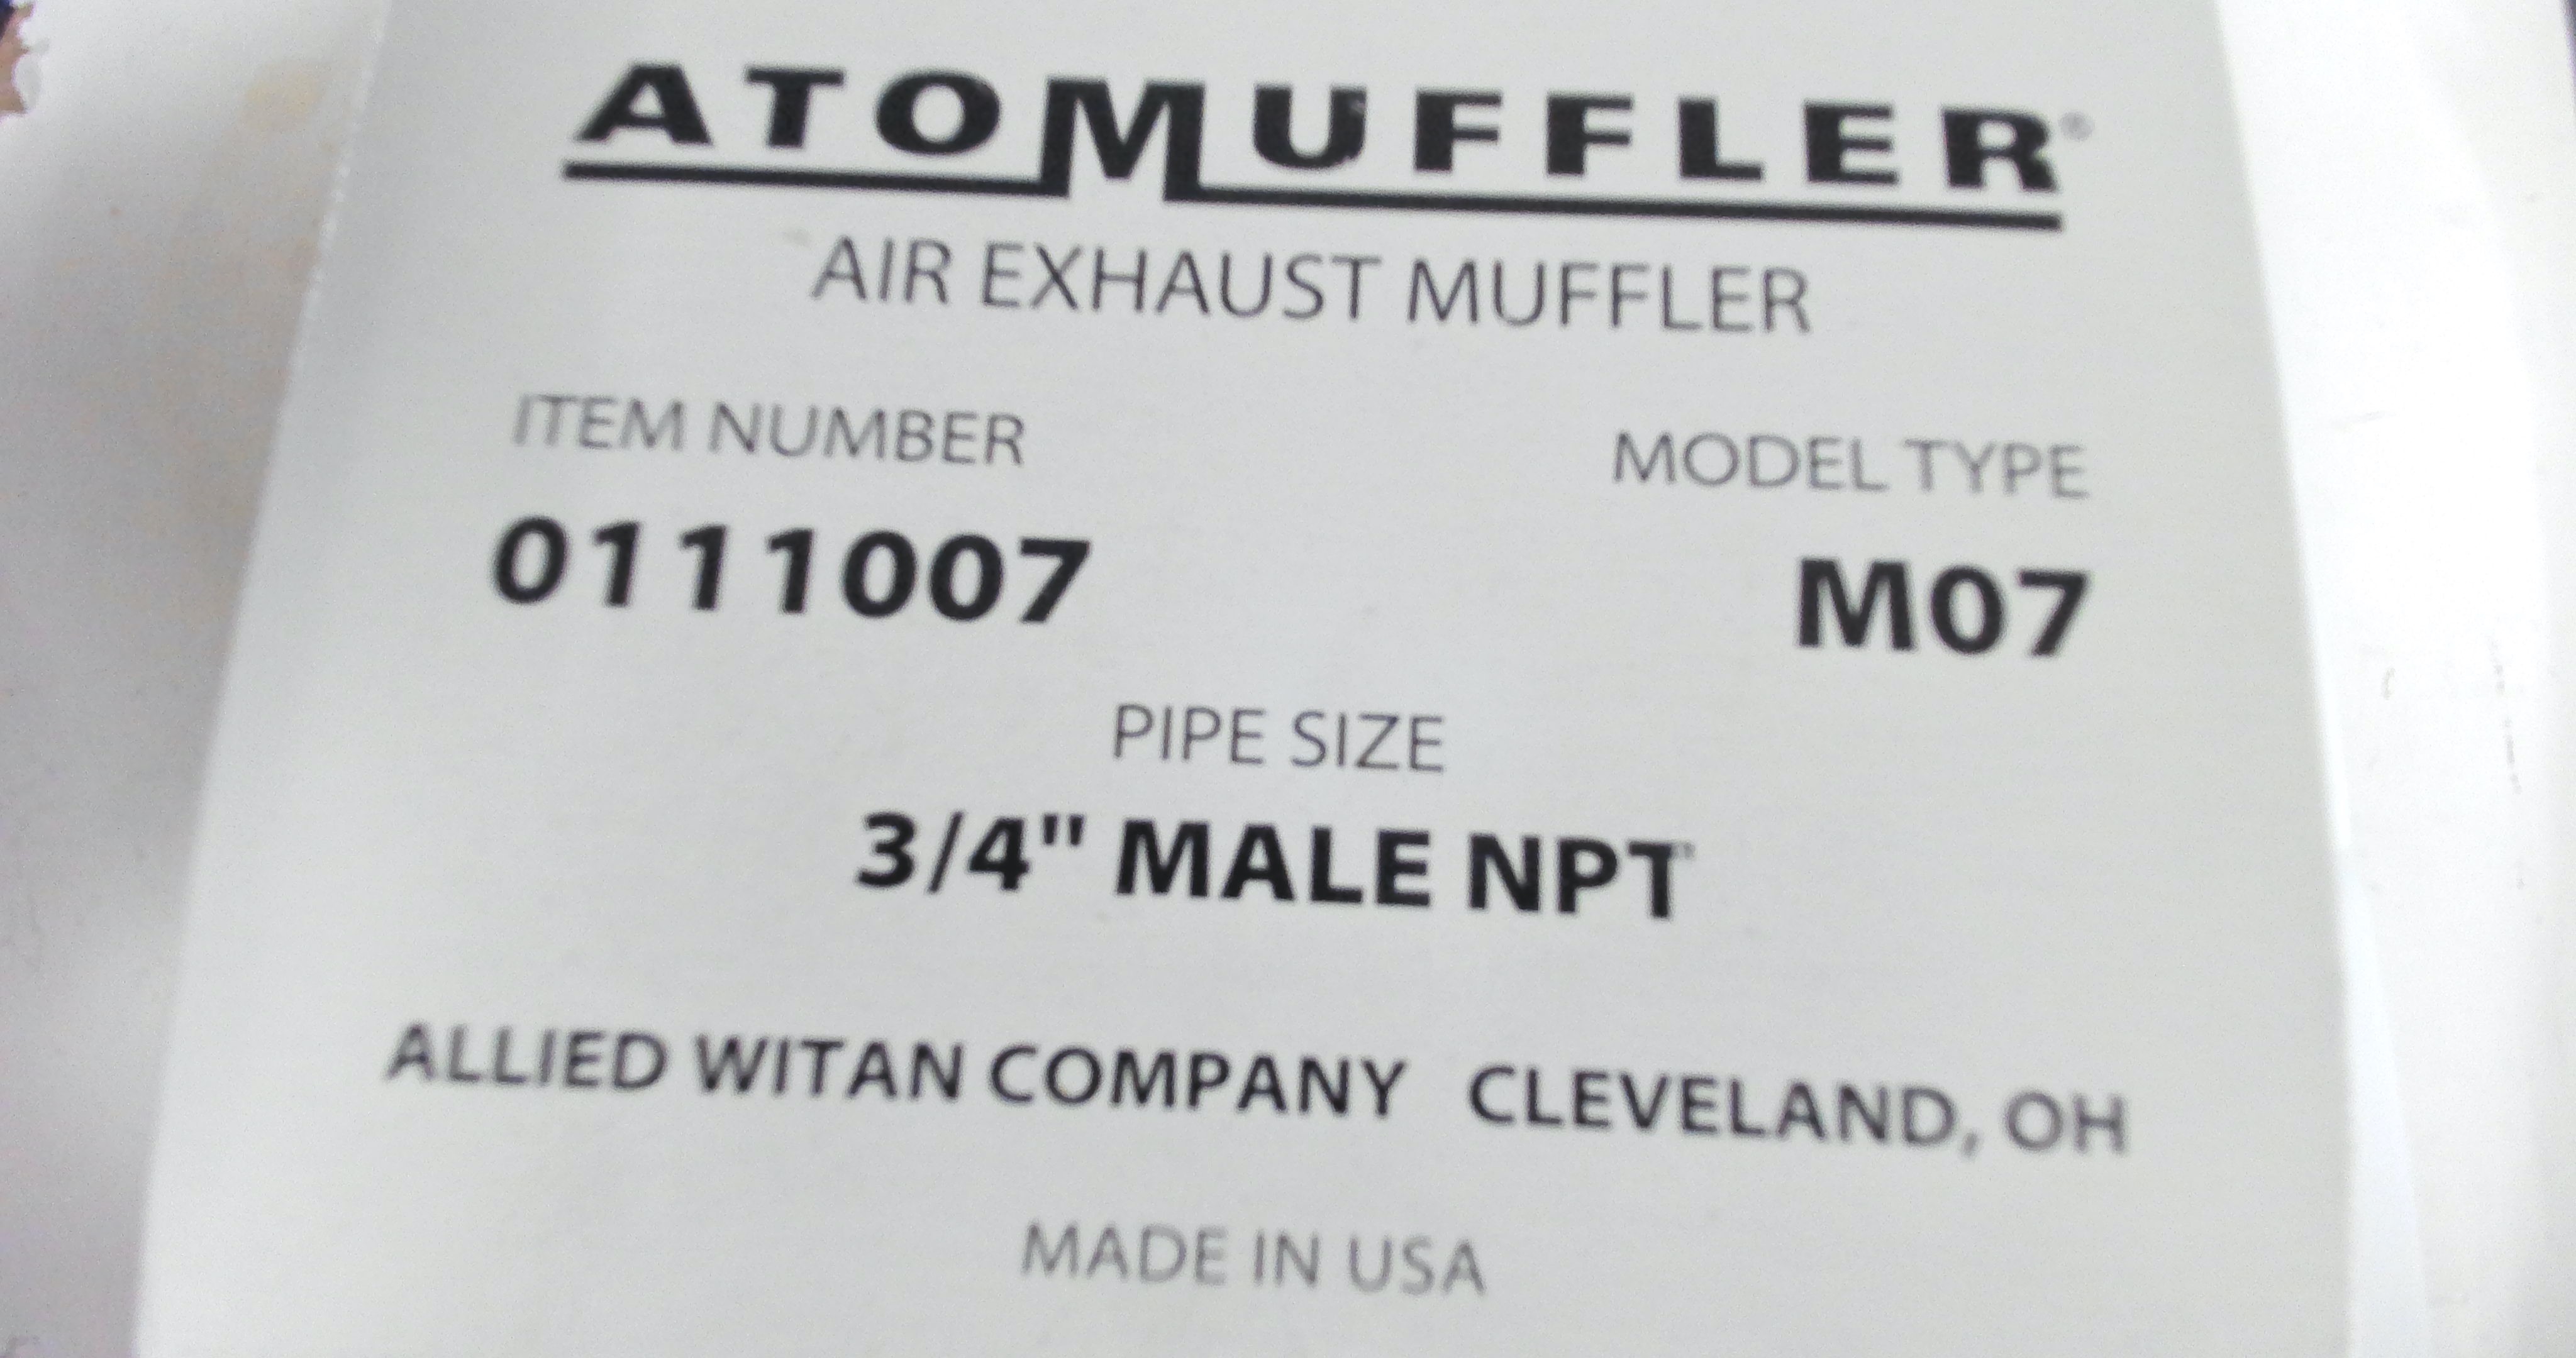 ATOMUFFLER®
AIR EXHAUST MUFFLER
ITEM NUMBER MODEL TYPE
0111007 M07
PIPE SIZE
3/4" MALE NPT
ALLIED WITAN COMPANY CLEVELAND, OH
MADE IN USA